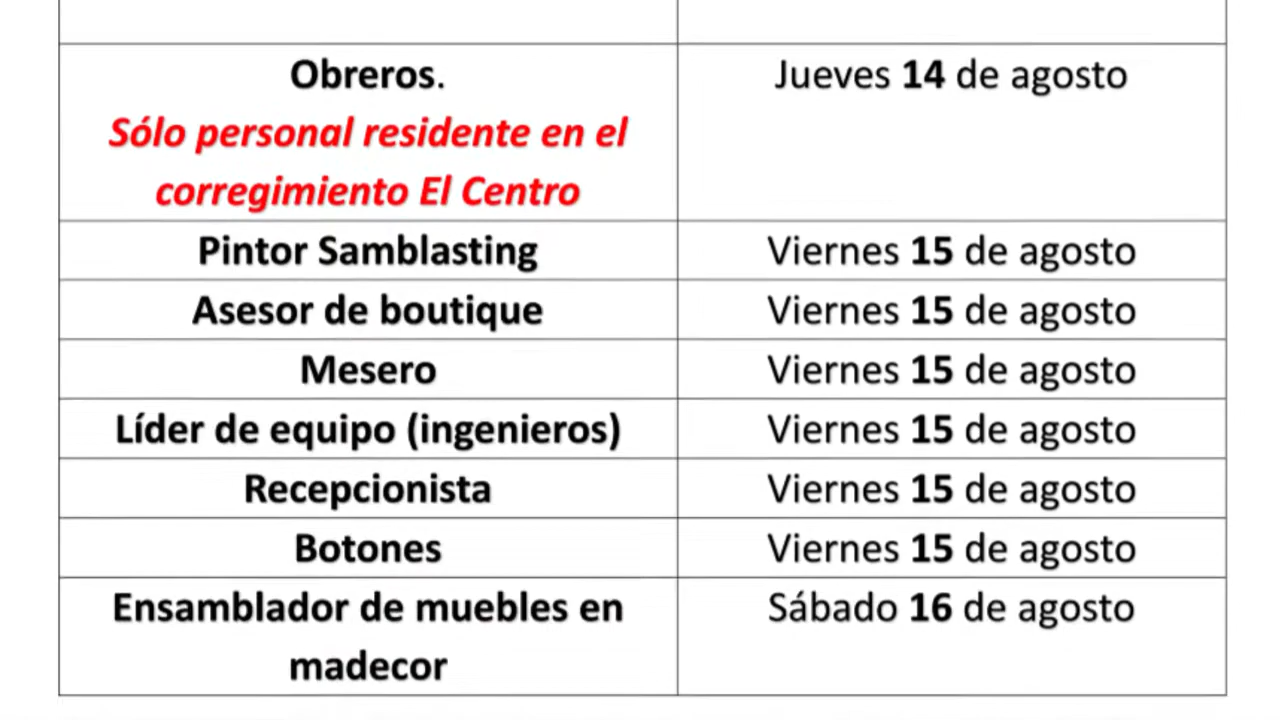 Obreros. Jueves 14 de agosto
Sólo personal residente en el
corregimiento El Centro
Pintor Samblasting Viernes 15 de agosto
Asesor de boutique Viernes 15 de agosto
Mesero Viernes 15 de agosto
Líder de equipo (ingenieros) Viernes 15 de agosto
Recepcionista Viernes 15 de agosto
Botones Viernes 15 de agosto
Ensamblador de muebles en Sábado 16 de agosto
madecor